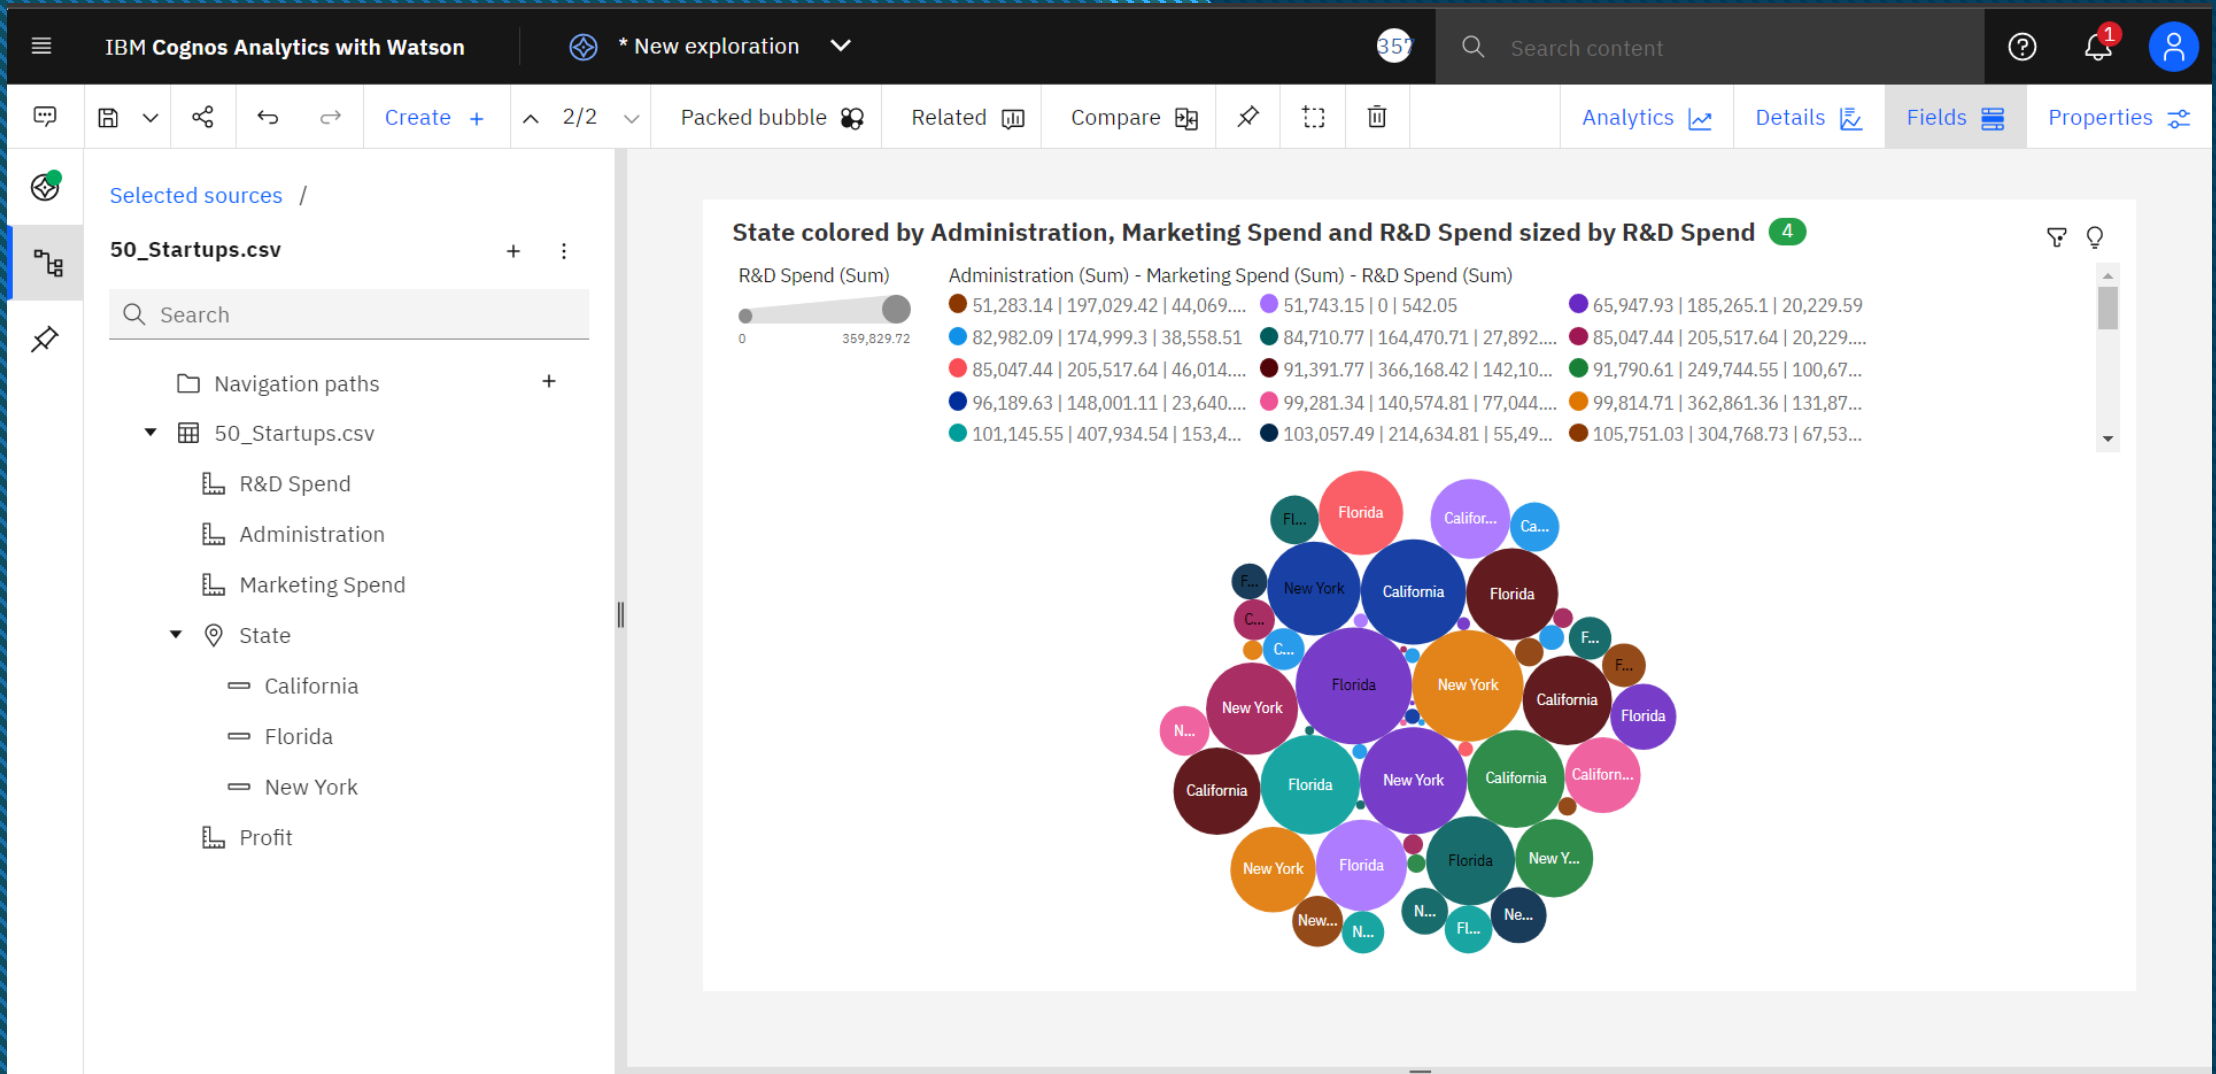 IBM Cognos Analytics with Watson
* New exploration
357
Search content
1
Create +
2/2
Packed bubble
Related
Compare
Analytics
Details
Fields
Properties
Selected sources /
50_Startups.csv
Search
Navigation paths
50_Startups.csv
R&D Spend
Administration
Marketing Spend
State
California
Florida
New York
Profit
State colored by Administration, Marketing Spend and R&D Spend sized by R&D Spend 4
R&D Spend (Sum)
0 359,829.72
Administration (Sum) - Marketing Spend (Sum) - R&D Spend (Sum)
51,283.14 | 197,029.42 | 44,069.... 51,743.15 | 0 | 542.05 65,947.93 | 185,265.1 | 20,229.59
82,982.09 | 174,999.3 | 38,558.51 84,710.77 | 164,470.71 | 27,892.... 85,047.44 | 205,517.64 | 20,229....
85,047.44 | 205,517.64 | 46,014.... 91,391.77 | 366,168.42 | 142,10... 91,790.61 | 249,744.55 | 100,67...
96,189.63 | 148,001.11 | 23,640.... 99,281.34 | 140,574.81 | 77,044.... 99,814.71 | 362,861.36 | 131,87...
101,145.55 | 407,934.54 | 153,4... 103,057.49 | 214,634.81 | 55,49... 105,751.03 | 304,768.73 | 67,53...
Fl... Florida Califor... Ca...
F... New York California Florida
C... C... F... F...
New York Florida New York California Florida
N...
California Florida New York California Californ...
New York Florida Florida New Y...
New... N... N... Fl... Ne...